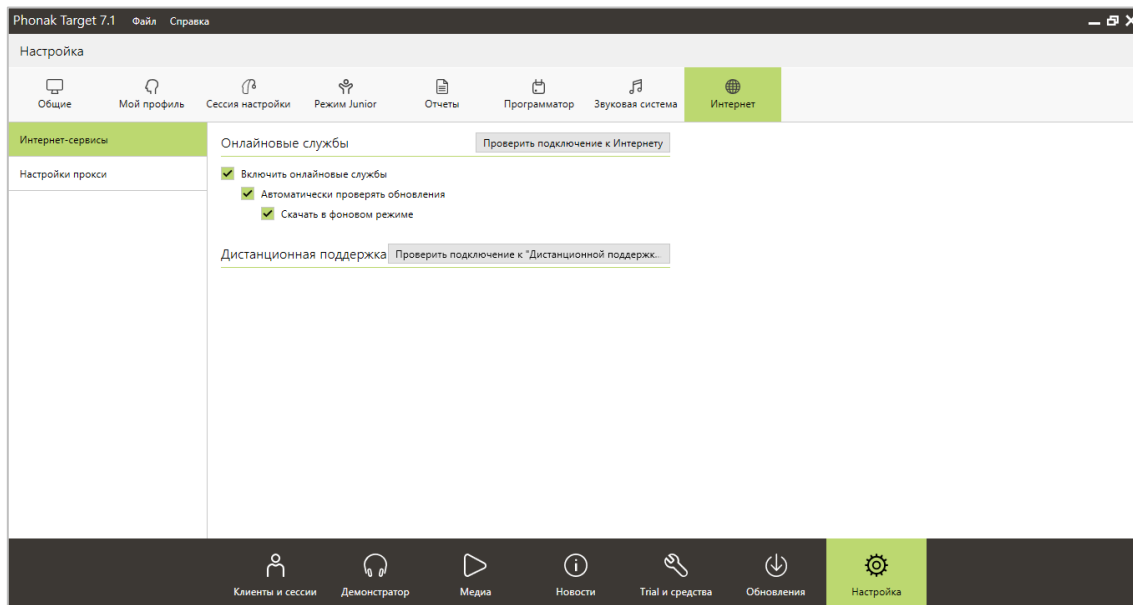 Phonak Target 7.1 Файл Справка
Настройка
Общие Мой профиль Сессия настройки Режим Junior Отчеты Программатор Звуковая система Интернет
Интернет-сервисы
Настройки прокси
Онлайновые службы Проверить подключение к Интернету
Включить онлайновые службы
Автоматически проверять обновления
Скачать в фоновом режиме
Дистанционная поддержка Проверить подключение к "Дистанционной поддержк...
Клиенты и сессии Демонстратор Медиа Новости Trial и средства Обновления Настройка